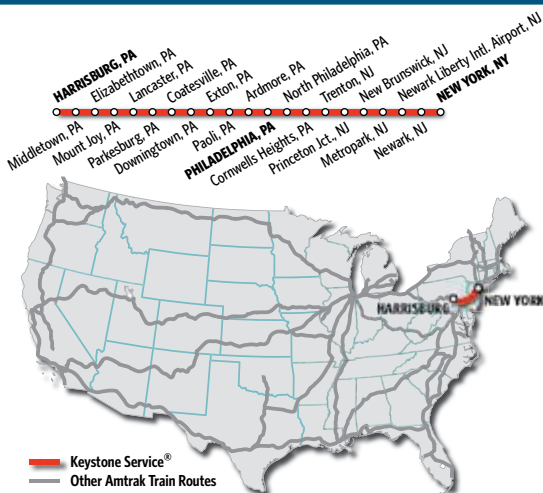 HARRISBURG, PA
Elizabethtown, PA
Lancaster, PA
Coatesville, PA
Exton, PA
Ardmore, PA
North Philadelphia, PA
Trenton, NJ
New Brunswick, NJ
Newark Liberty Intl. Airport, NJ
NEW YORK, NY
Middletown, PA
Mount Joy, PA
Parkesburg, PA
Downingtown, PA
Paoli, PA
PHILADELPHIA, PA
Cornwells Heights, PA
Princeton Jct., NJ
Metropark, NJ
Newark, NJ
HARRISBURG
NEW YORK
Keystone Service®
Other Amtrak Train Routes